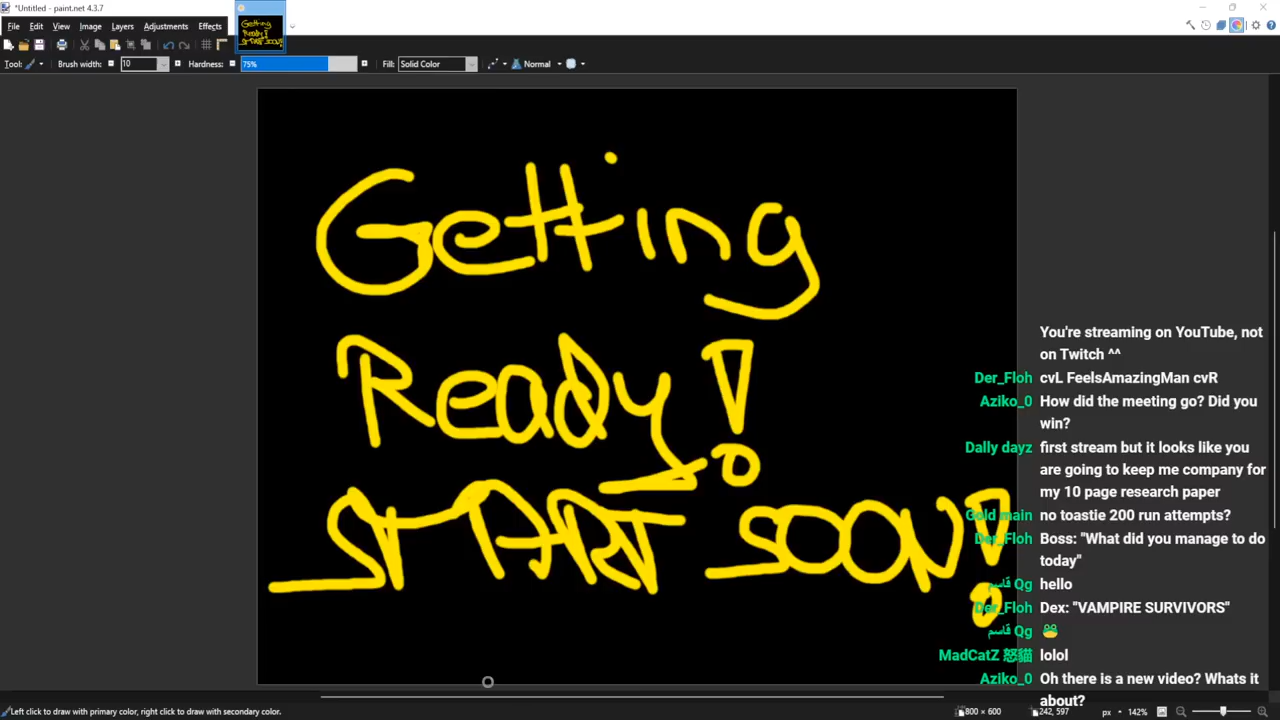 *Untitled - paint.net 4.3.7
File Edit View Image Layers Adjustments Effects
Tool: Brush width: 10 Hardness: 75% Fill: Solid Color Normal
Getting
Ready!
START SOON!
You're streaming on YouTube, not
on Twitch ^^
Der_Floh cvL FeelsAmazingMan cvR
Aziko_0 How did the meeting go? Did you
win?
Dally dayz first stream but it looks like you
are going to keep me company for
my 10 page research paper
Gold main no toastie 200 run attempts?
Der_Floh Boss: "What did you manage to do
today"
قاسم Qg hello
Der_Floh Dex: "VAMPIRE SURVIVORS"
قاسم Qg
MadCatZ 怒貓 lolol
Aziko_0 Oh there is a new video? Whats it
about?
Left click to draw with primary color, right click to draw with secondary color. 800 × 600 242, 597 px 142%